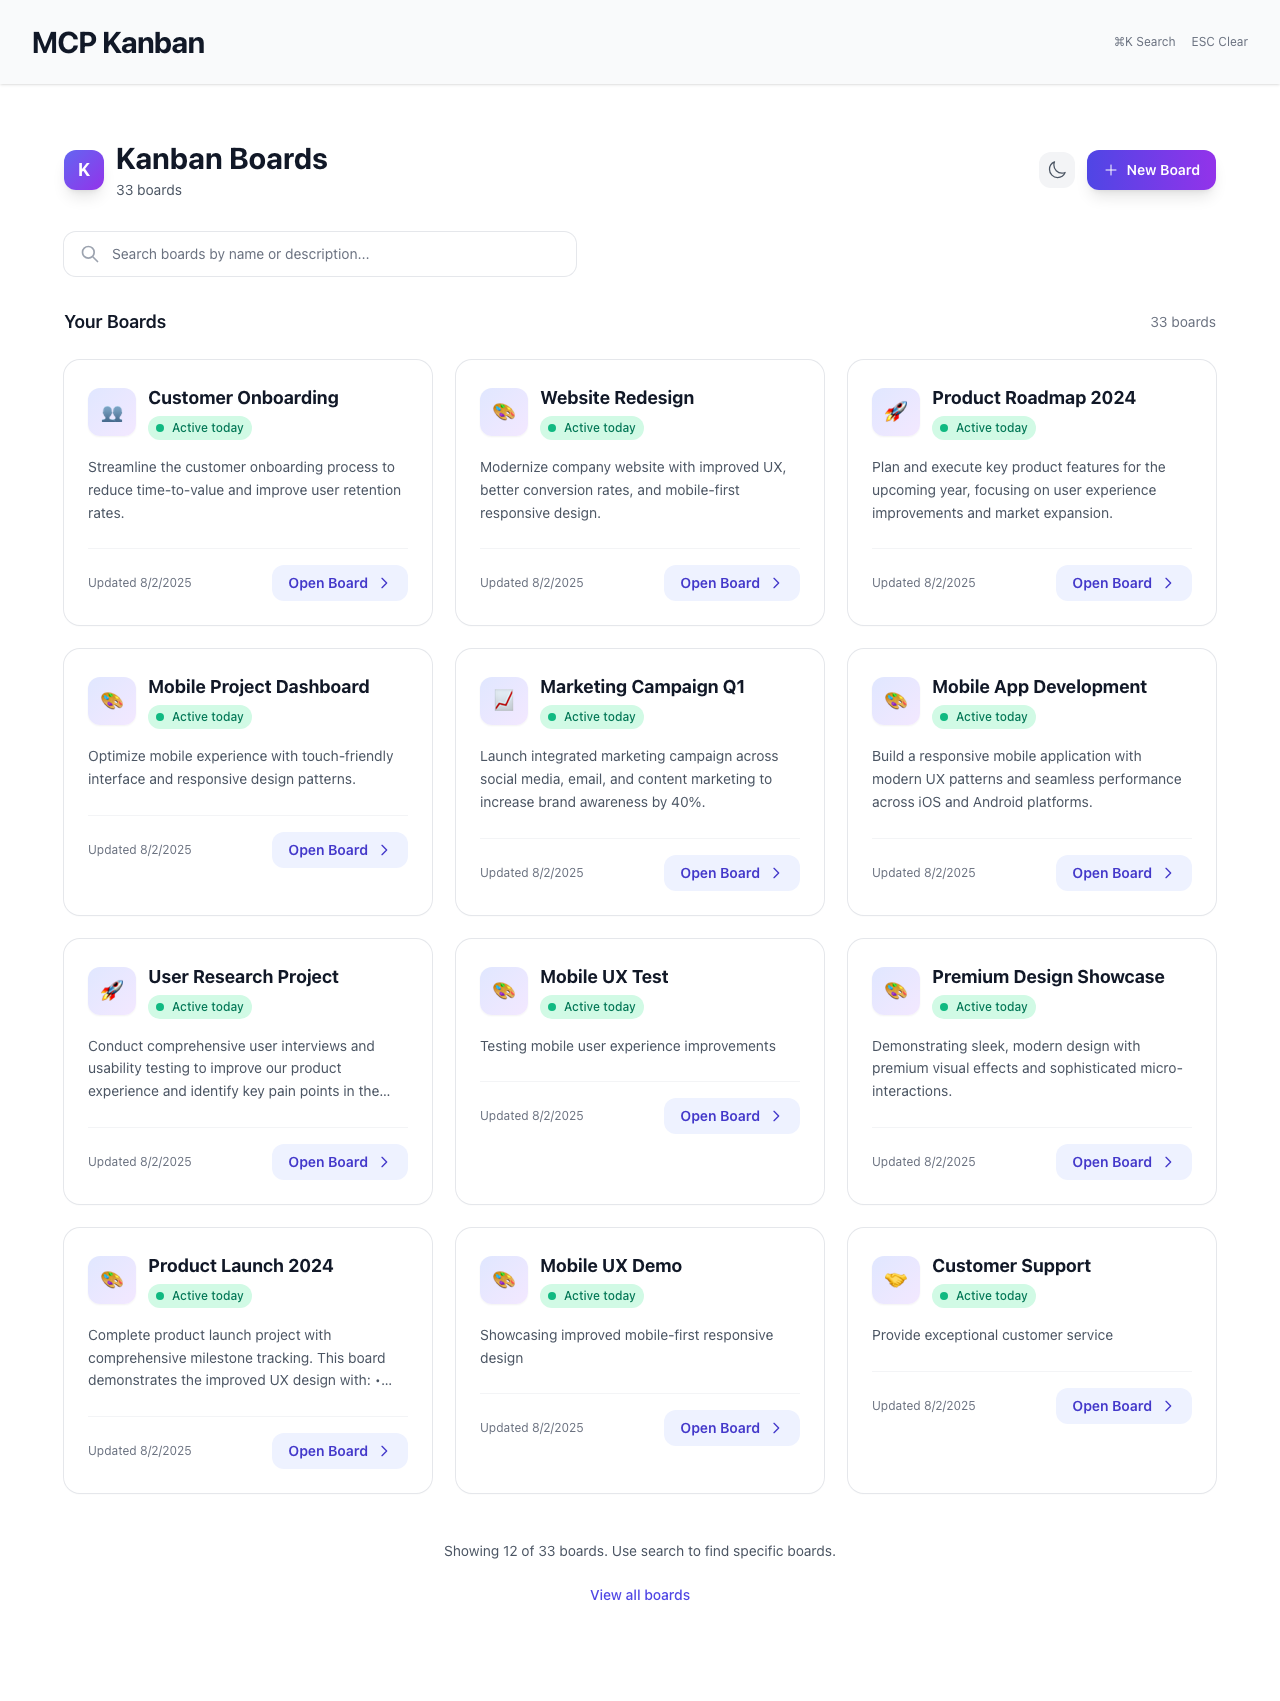 MCP Kanban
⌘K Search ESC Clear
K
Kanban Boards
33 boards
New Board
Search boards by name or description...
Your Boards
33 boards
Customer Onboarding
Active today
Streamline the customer onboarding process to
reduce time-to-value and improve user retention
rates.
Updated 8/2/2025
Open Board
Website Redesign
Active today
Modernize company website with improved UX,
better conversion rates, and mobile-first
responsive design.
Updated 8/2/2025
Open Board
Product Roadmap 2024
Active today
Plan and execute key product features for the
upcoming year, focusing on user experience
improvements and market expansion.
Updated 8/2/2025
Open Board
Mobile Project Dashboard
Active today
Optimize mobile experience with touch-friendly
interface and responsive design patterns.
Updated 8/2/2025
Open Board
Marketing Campaign Q1
Active today
Launch integrated marketing campaign across
social media, email, and content marketing to
increase brand awareness by 40%.
Updated 8/2/2025
Open Board
Mobile App Development
Active today
Build a responsive mobile application with
modern UX patterns and seamless performance
across iOS and Android platforms.
Updated 8/2/2025
Open Board
User Research Project
Active today
Conduct comprehensive user interviews and
usability testing to improve our product
experience and identify key pain points in the...
Updated 8/2/2025
Open Board
Mobile UX Test
Active today
Testing mobile user experience improvements
Updated 8/2/2025
Open Board
Premium Design Showcase
Active today
Demonstrating sleek, modern design with
premium visual effects and sophisticated micro-
interactions.
Updated 8/2/2025
Open Board
Product Launch 2024
Active today
Complete product launch project with
comprehensive milestone tracking. This board
demonstrates the improved UX design with: •...
Updated 8/2/2025
Open Board
Mobile UX Demo
Active today
Showcasing improved mobile-first responsive
design
Updated 8/2/2025
Open Board
Customer Support
Active today
Provide exceptional customer service
Updated 8/2/2025
Open Board
Showing 12 of 33 boards. Use search to find specific boards.
View all boards